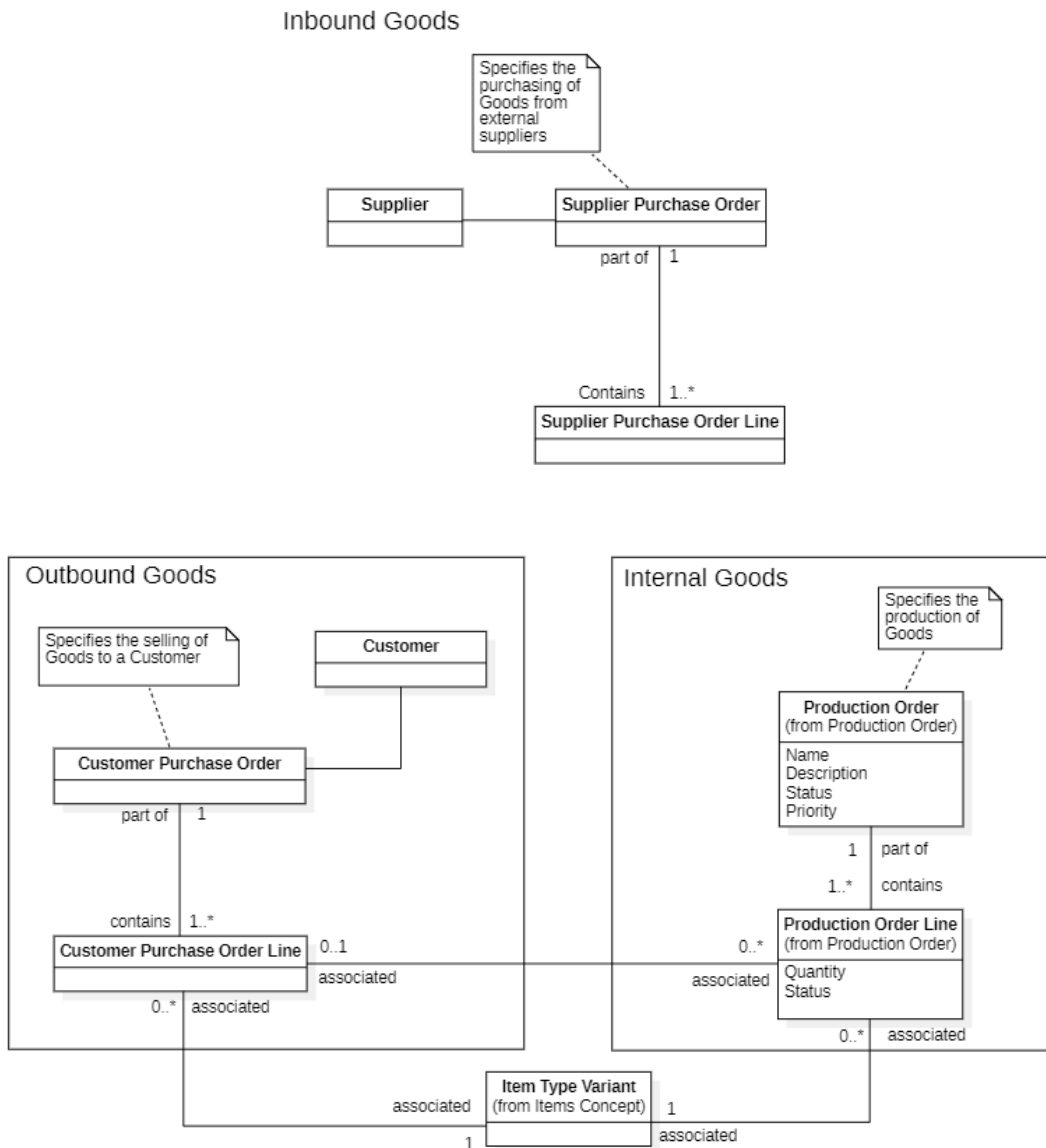 Inbound Goods
Specifies the
purchasing of
Goods from
external
suppliers
Supplier
Supplier Purchase Order
part of
1
Contains
1..*
Supplier Purchase Order Line
Outbound Goods
Specifies the selling of
Goods to a Customer
Customer
Customer Purchase Order
part of
1
contains
1..*
Customer Purchase Order Line
0..1
associated
0..*
associated
Internal Goods
Specifies the
production of
Goods
Production Order
(from Production Order)
Name
Description
Status
Priority
1
part of
1..*
contains
Production Order Line
(from Production Order)
Quantity
Status
0..*
associated
0..*
associated
Item Type Variant
(from Items Concept)
associated
1
1
associated